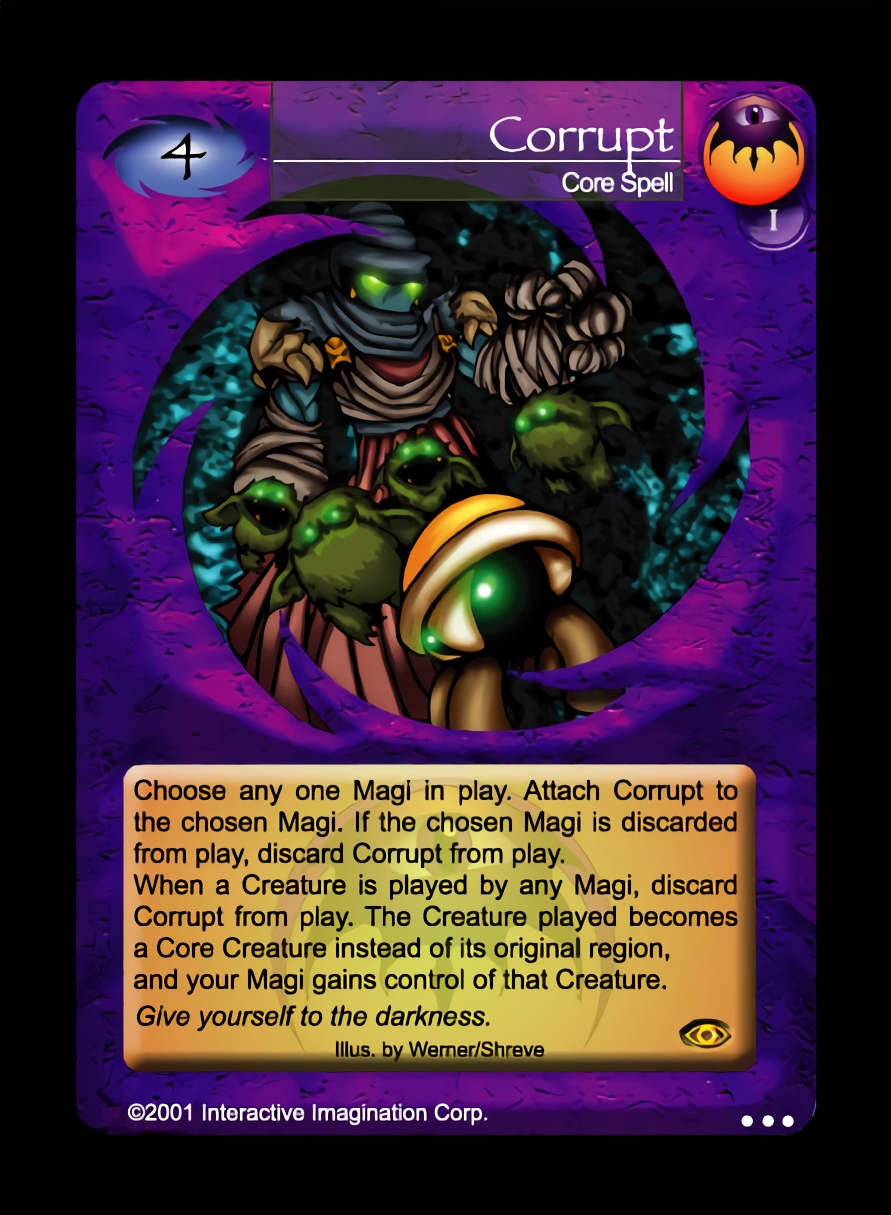 4
Corrupt
Core Spell
I
Choose any one Magi in play. Attach Corrupt to
the chosen Magi. If the chosen Magi is discarded
from play, discard Corrupt from play.
When a Creature is played by any Magi, discard
Corrupt from play. The Creature played becomes
a Core Creature instead of its original region,
and your Magi gains control of that Creature.
Give yourself to the darkness.
Illus. by Werner/Shreve
©2001 Interactive Imagination Corp.